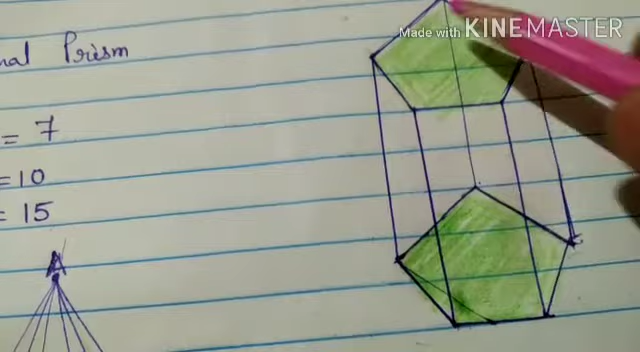 Made with KINEMASTER
nal Prism
= 7
= 10
= 15
A